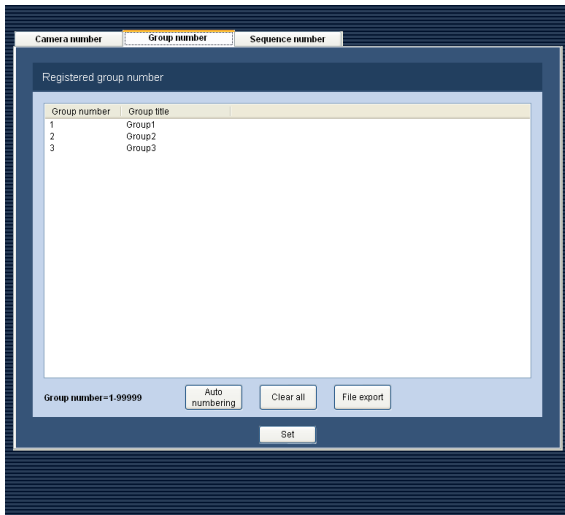 Camera number Group number Sequence number
Registered group number
Group number Group title
1 Group1
2 Group2
3 Group3
Group number=1-99999
Auto numbering
Clear all
File export
Set